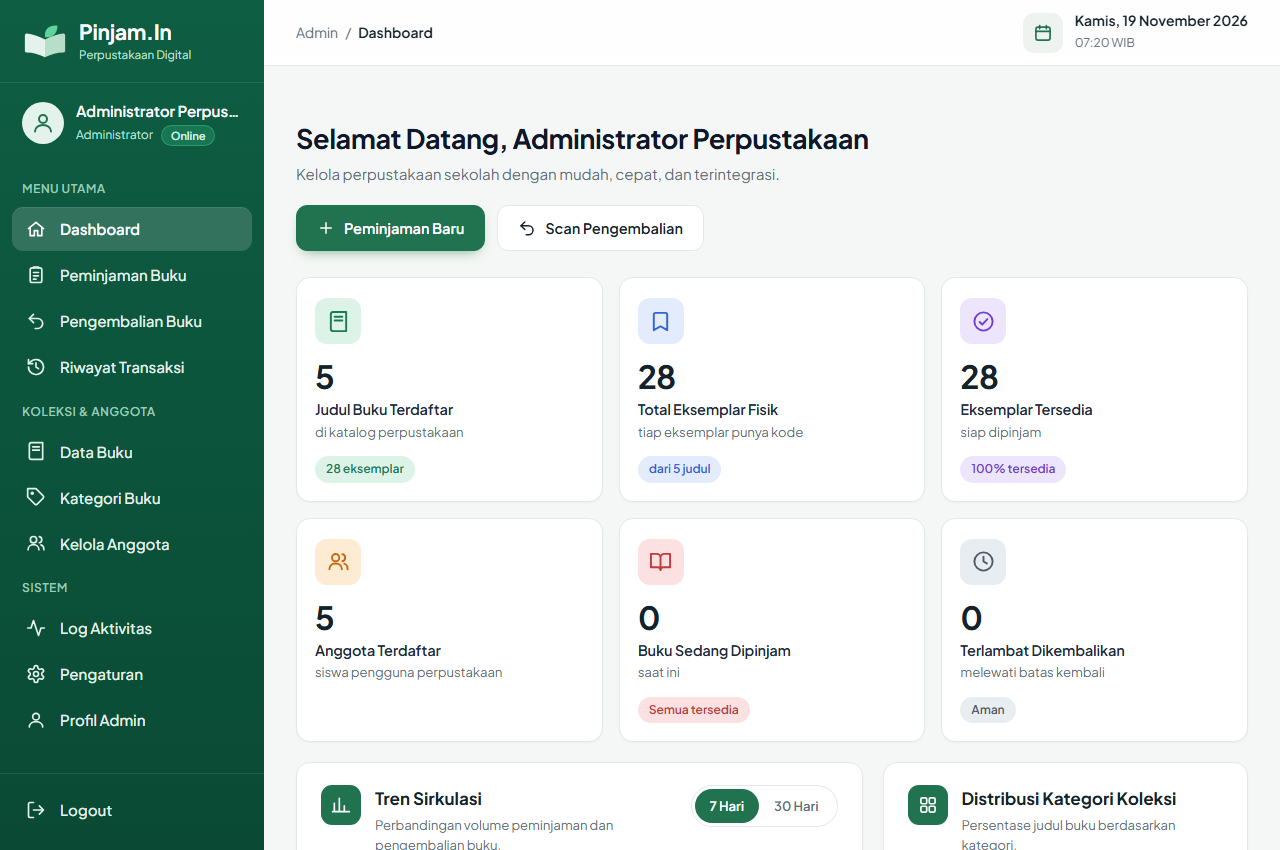 Pinjam.In
Perpustakaan Digital
Administrator Perpus...
Administrator
Online
MENU UTAMA
Dashboard
Peminjaman Buku
Pengembalian Buku
Riwayat Transaksi
KOLEKSI & ANGGOTA
Data Buku
Kategori Buku
Kelola Anggota
SISTEM
Log Aktivitas
Pengaturan
Profil Admin
Logout
Admin / Dashboard
Kamis, 19 November 2026
07:20 WIB
Selamat Datang, Administrator Perpustakaan
Kelola perpustakaan sekolah dengan mudah, cepat, dan terintegrasi.
Peminjaman Baru
Scan Pengembalian
5
Judul Buku Terdaftar
di katalog perpustakaan
28 eksemplar
28
Total Eksemplar Fisik
tiap eksemplar punya kode
dari 5 judul
28
Eksemplar Tersedia
siap dipinjam
100% tersedia
5
Anggota Terdaftar
siswa pengguna perpustakaan
0
Buku Sedang Dipinjam
saat ini
Semua tersedia
0
Terlambat Dikembalikan
melewati batas kembali
Aman
Tren Sirkulasi
Perbandingan volume peminjaman dan
pengembalian buku.
7 Hari
30 Hari
Distribusi Kategori Koleksi
Persentase judul buku berdasarkan
kategori.